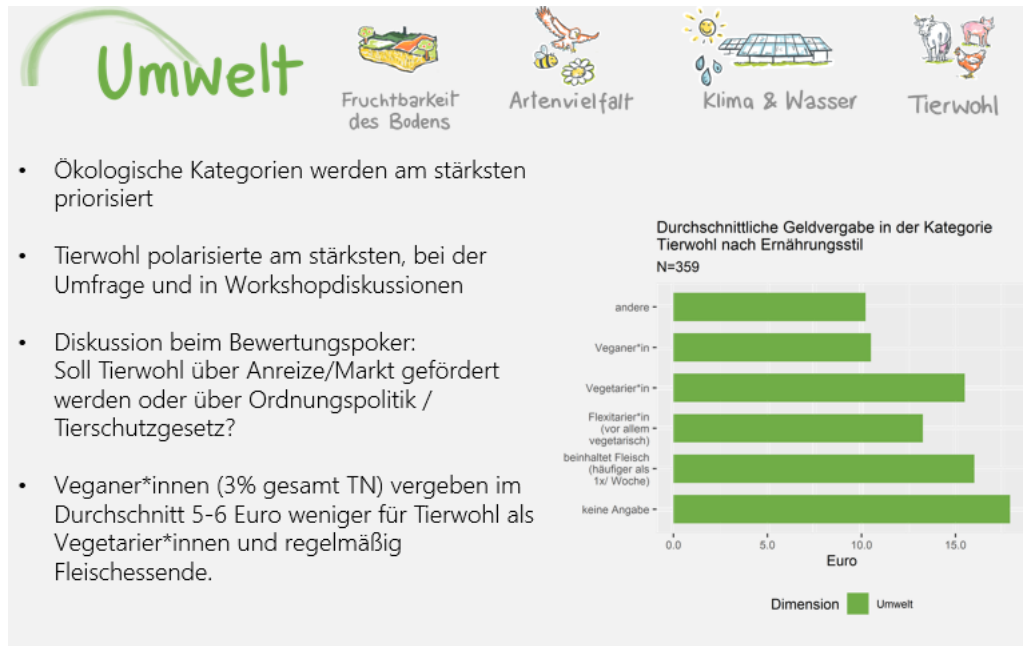 Umwelt
Fruchtbarkeit
des Bodens
Artenvielfalt
Klima & Wasser
Tierwohl
• Ökologische Kategorien werden am stärksten
priorisiert
• Tierwohl polarisierte am stärksten, bei der
Umfrage und in Workshopdiskussionen
• Diskussion beim Bewertungspoker:
Soll Tierwohl über Anreize/Markt gefördert
werden oder über Ordnungspolitik /
Tierschutzgesetz?
• Veganer*innen (3% gesamt TN) vergeben im
Durchschnitt 5-6 Euro weniger für Tierwohl als
Vegetarier*innen und regelmäßig
Fleischessende.
Durchschnittliche Geldvergabe in der Kategorie
Tierwohl nach Ernährungsstil
N=359
andere
Veganer*in
Vegetarier*in
Flexitarier*in
(vor allem
vegetarisch)
beinhaltet Fleisch
(häufiger als
1x/ Woche)
keine Angabe
0.0 5.0 10.0 15.0
Euro
Dimension Umwelt